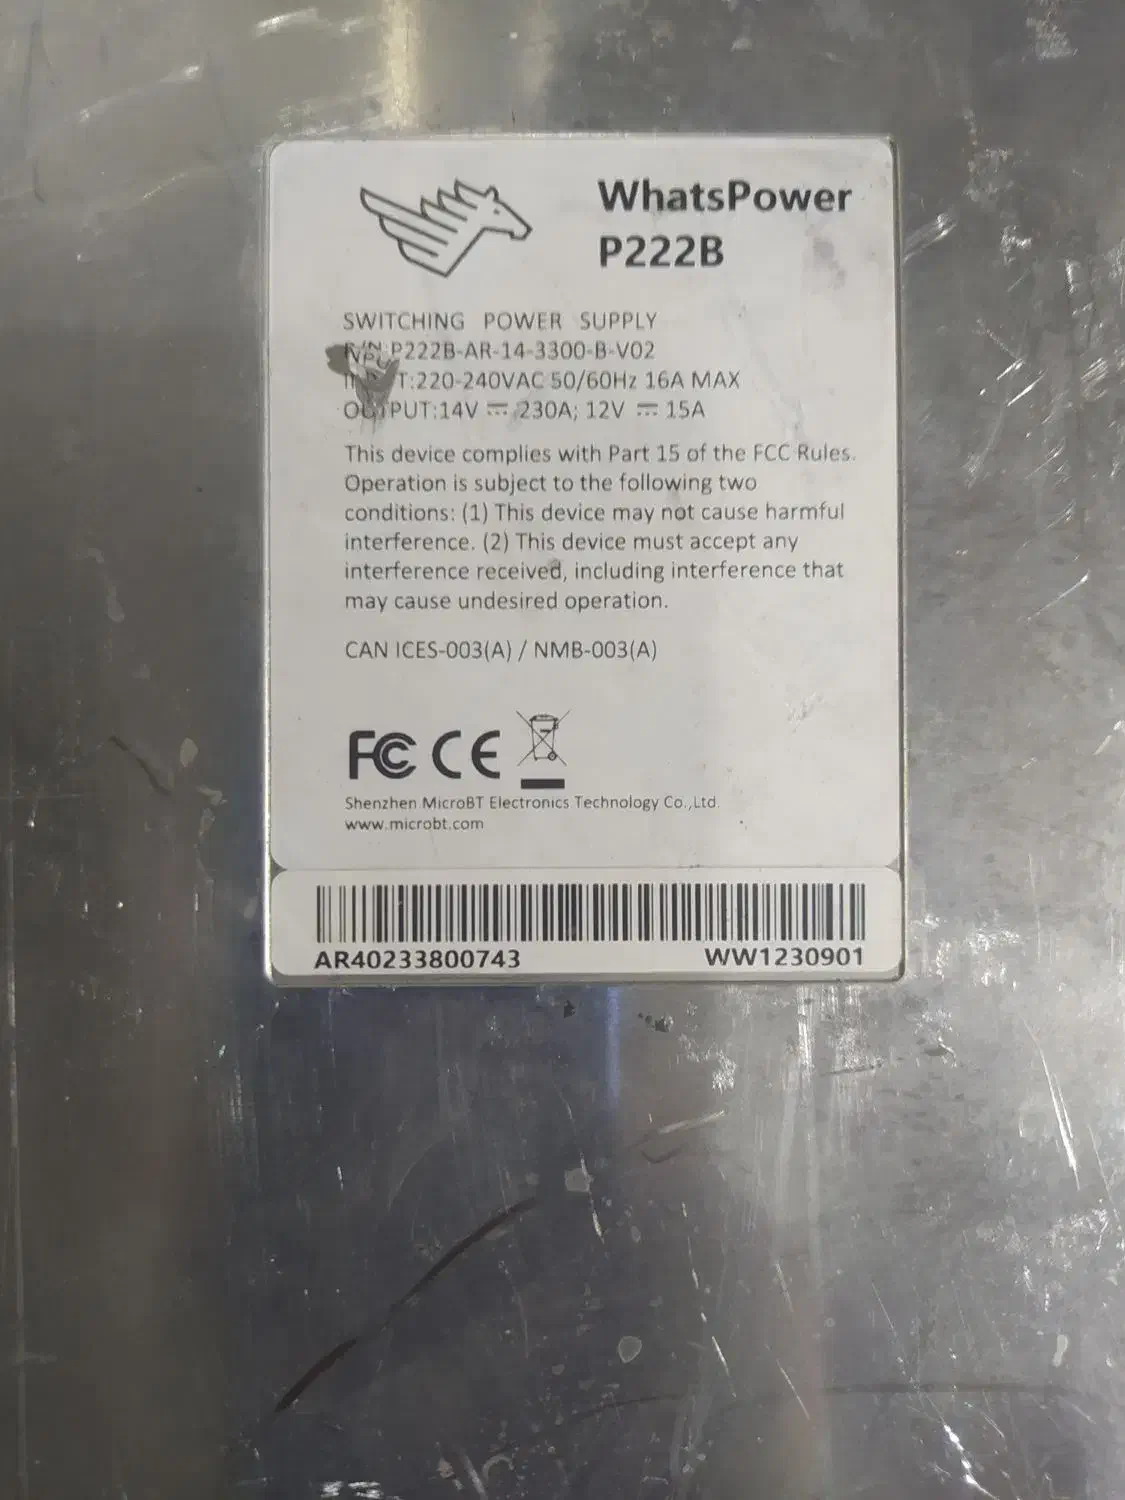 WhatsPower
P222B
SWITCHING POWER SUPPLY
P/N:P222B-AR-14-3300-B-V02
INPUT:220-240VAC 50/60Hz 16A MAX
OUTPUT:14V ⎓ 230A; 12V ⎓ 15A
This device complies with Part 15 of the FCC Rules.
Operation is subject to the following two
conditions: (1) This device may not cause harmful
interference. (2) This device must accept any
interference received, including interference that
may cause undesired operation.
CAN ICES-003(A) / NMB-003(A)
FC CE
Shenzhen MicroBT Electronics Technology Co.,Ltd.
www.microbt.com
AR40233800743 WW1230901